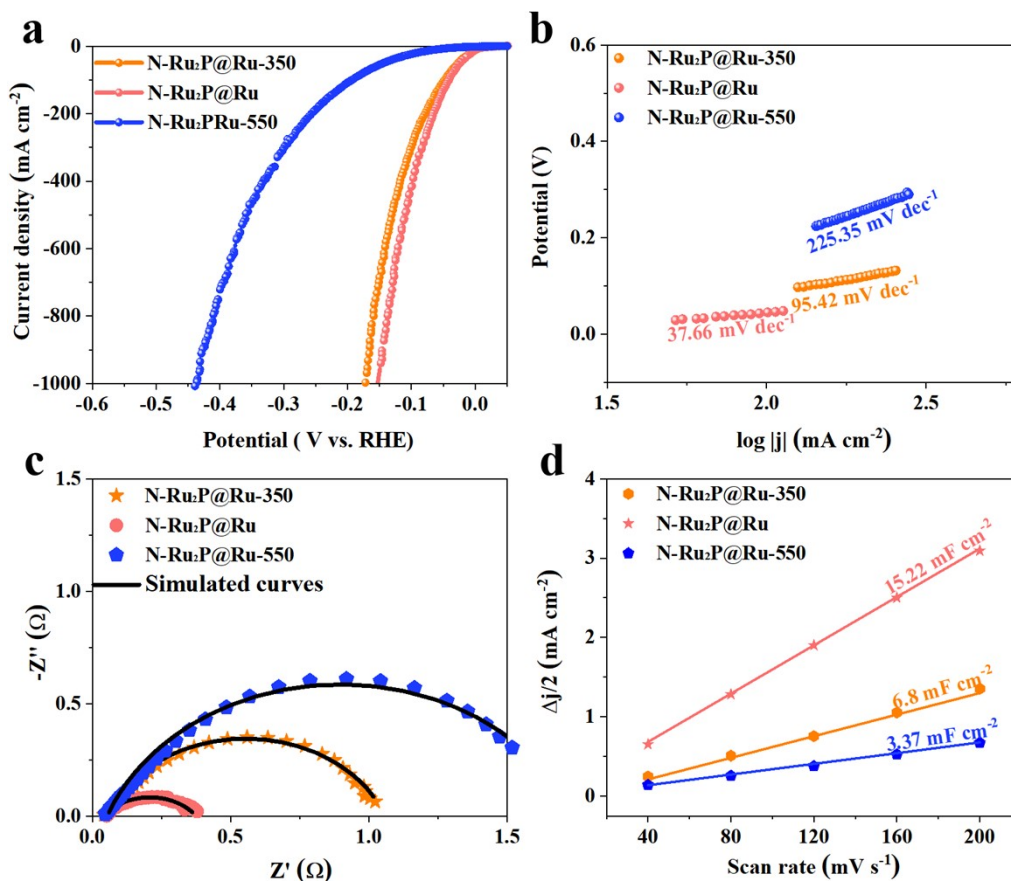 a
Current density (mA cm⁻²)
0
-200
-400
-600
-800
-1000
N-Ru₂P@Ru-350
N-Ru₂P@Ru
N-Ru₂PRu-550
-0.6
-0.5
-0.4
-0.3
-0.2
-0.1
0.0
Potential ( V vs. RHE)
b
Potential (V)
0.6
0.4
0.2
0.0
N-Ru₂P@Ru-350
N-Ru₂P@Ru
N-Ru₂P@Ru-550
225.35 mV dec⁻¹
95.42 mV dec⁻¹
37.66 mV dec⁻¹
1.5
2.0
2.5
log |j| (mA cm⁻²)
c
-Z'' (Ω)
1.5
1.0
0.5
0.0
N-Ru₂P@Ru-350
N-Ru₂P@Ru
N-Ru₂P@Ru-550
Simulated curves
0.0
0.5
1.0
1.5
Z' (Ω)
d
Δj/2 (mA cm⁻²)
4
3
2
1
0
N-Ru₂P@Ru-350
N-Ru₂P@Ru
N-Ru₂P@Ru-550
15.22 mF cm⁻²
6.8 mF cm⁻²
3.37 mF cm⁻²
40
80
120
160
200
Scan rate (mV s⁻¹)